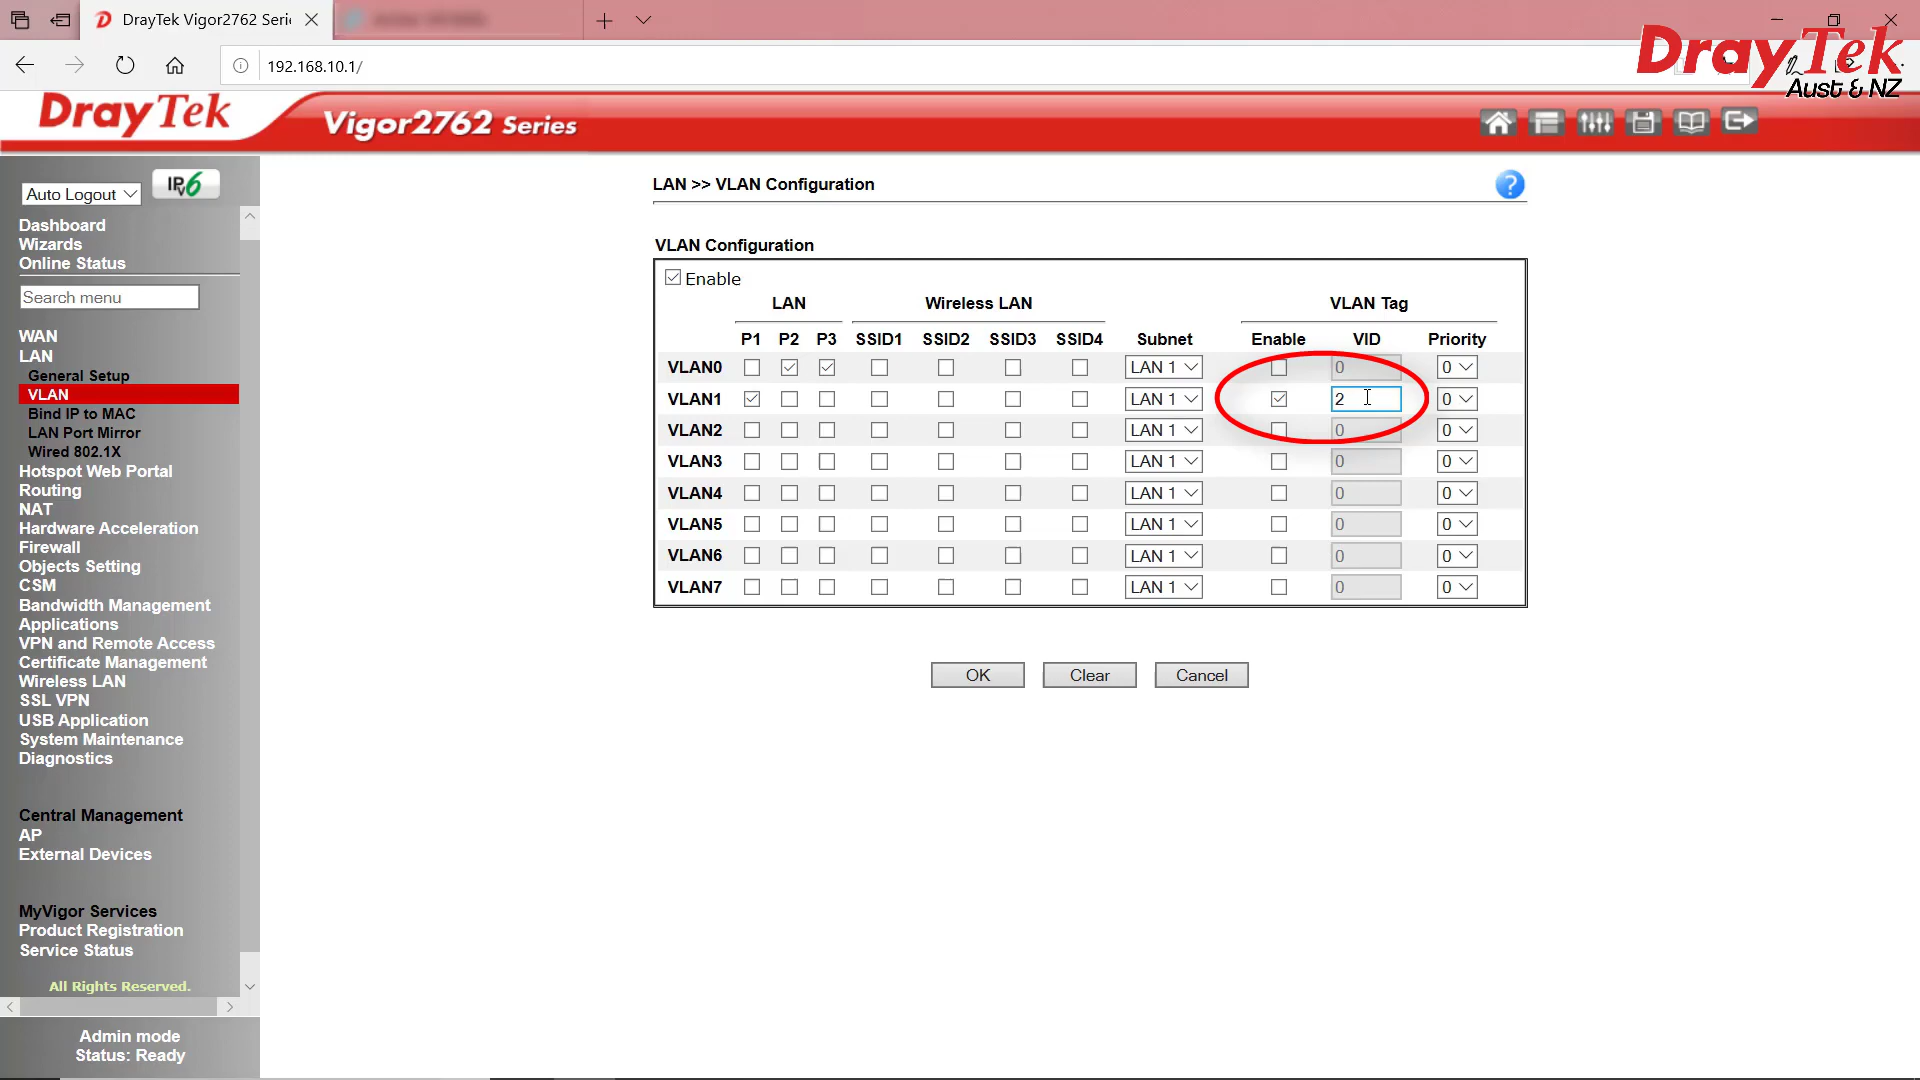 DrayTek Vigor2762 Seri
192.168.10.1/
DrayTek
Aust & NZ
DrayTek
Vigor2762 Series
Auto Logout
IPv6
Dashboard
Wizards
Online Status
Search menu
WAN
LAN
General Setup
VLAN
Bind IP to MAC
LAN Port Mirror
Wired 802.1X
Hotspot Web Portal
Routing
NAT
Hardware Acceleration
Firewall
Objects Setting
CSM
Bandwidth Management
Applications
VPN and Remote Access
Certificate Management
Wireless LAN
SSL VPN
USB Application
System Maintenance
Diagnostics
Central Management
AP
External Devices
MyVigor Services
Product Registration
Service Status
All Rights Reserved.
Admin mode
Status: Ready
LAN >> VLAN Configuration
?
VLAN Configuration
Enable
LAN Wireless LAN VLAN Tag
P1 P2 P3 SSID1 SSID2 SSID3 SSID4 Subnet Enable VID Priority
VLAN0 LAN 1 0 0
VLAN1 LAN 1 2 0
VLAN2 LAN 1 0 0
VLAN3 LAN 1 0 0
VLAN4 LAN 1 0 0
VLAN5 LAN 1 0 0
VLAN6 LAN 1 0 0
VLAN7 LAN 1 0 0
OK Clear Cancel